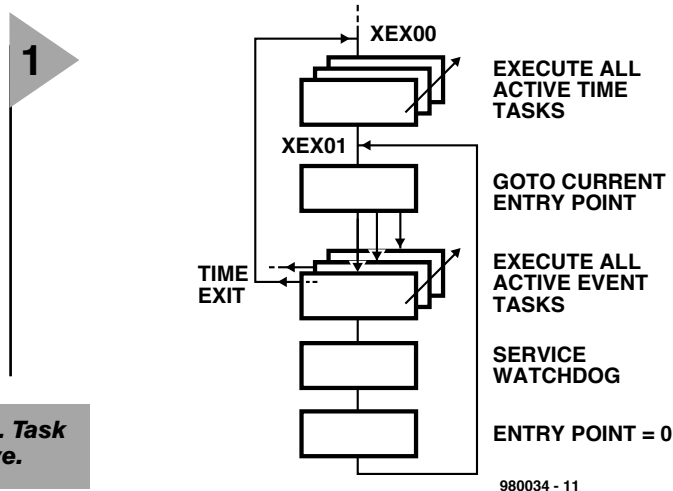 1
XEX00
EXECUTE ALL
ACTIVE TIME
TASKS
XEX01
GOTO CURRENT
ENTRY POINT
TIME
EXIT
EXECUTE ALL
ACTIVE EVENT
TASKS
SERVICE
WATCHDOG
. Task
ENTRY POINT = 0
e.
980034 - 11